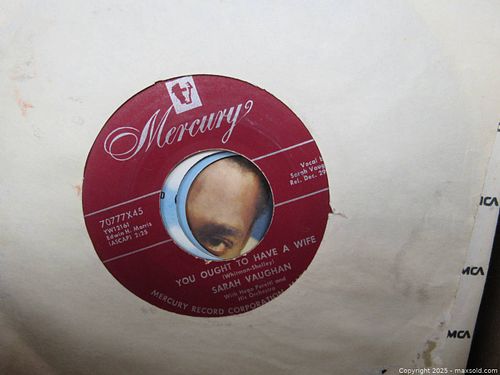 Mercury
Vocal b
Sarah Vaug
Rel. Dec. 29
70777X45
YW12161
Edwin H. Morris
(ASCAP) 2:25
D
YOU OUGHT TO HAVE A WIFE
(Whitman-Shelley)
SARAH VAUGHAN
With Hugo Peretti and
His Orchestra
MERCURY RECORD CORPORATION
ICA
MCA
MCA
Copyright © 2025 - maxsold.com